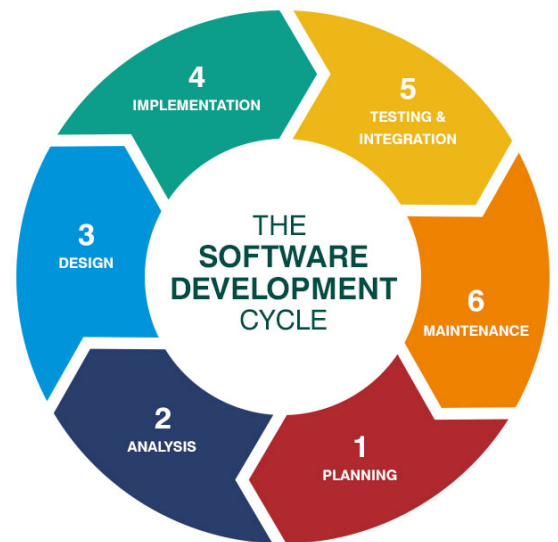 THE
SOFTWARE
DEVELOPMENT
CYCLE
1
PLANNING
2
ANALYSIS
3
DESIGN
4
IMPLEMENTATION
5
TESTING &
INTEGRATION
6
MAINTENANCE